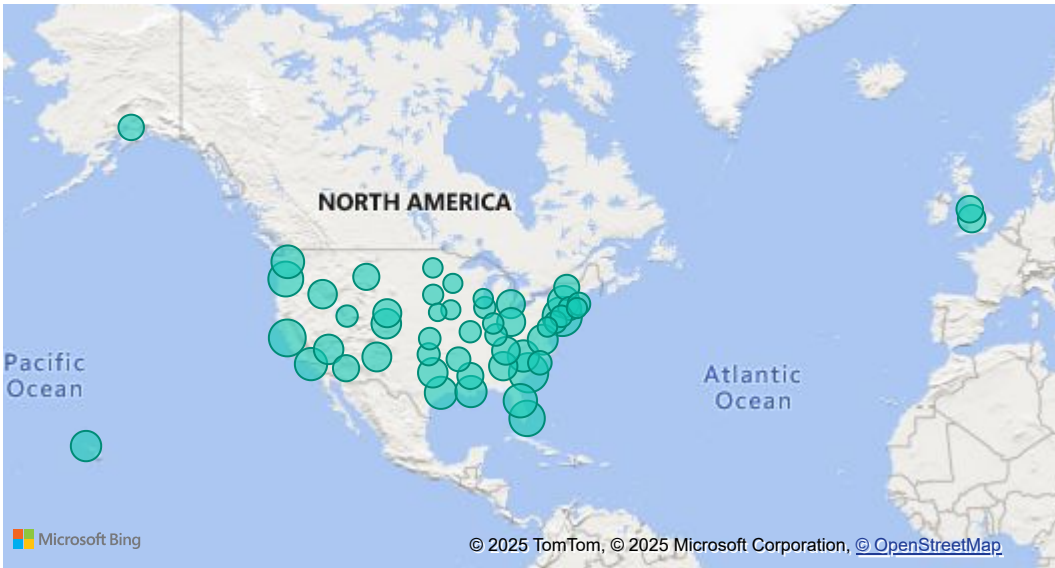 NORTH AMERICA
Pacific
Ocean
Atlantic
Ocean
Microsoft Bing
© 2025 TomTom, © 2025 Microsoft Corporation, © OpenStreetMap